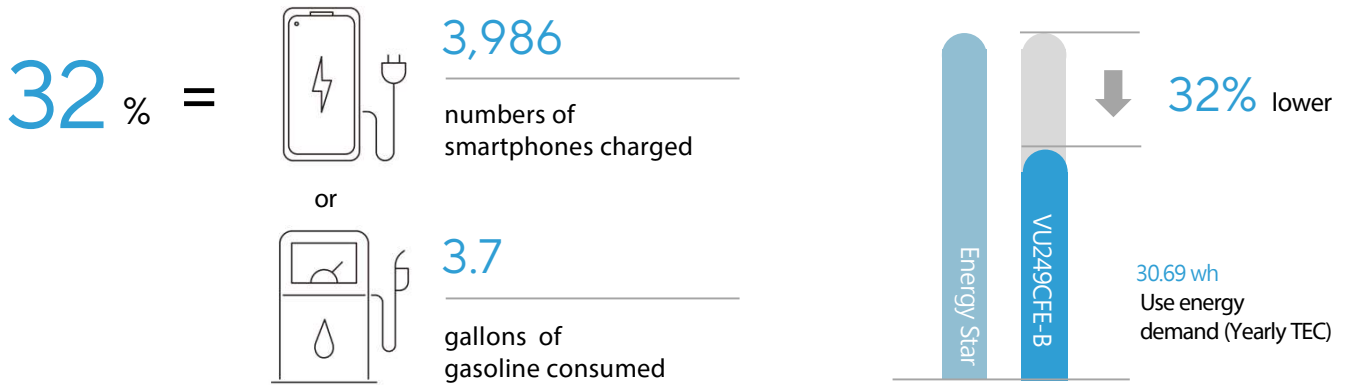 32 %
=
3,986
numbers of
smartphones charged
or
3.7
gallons of
gasoline consumed
Energy Star
VU249CFE-B
32% lower
30.69 wh
Use energy
demand (Yearly TEC)